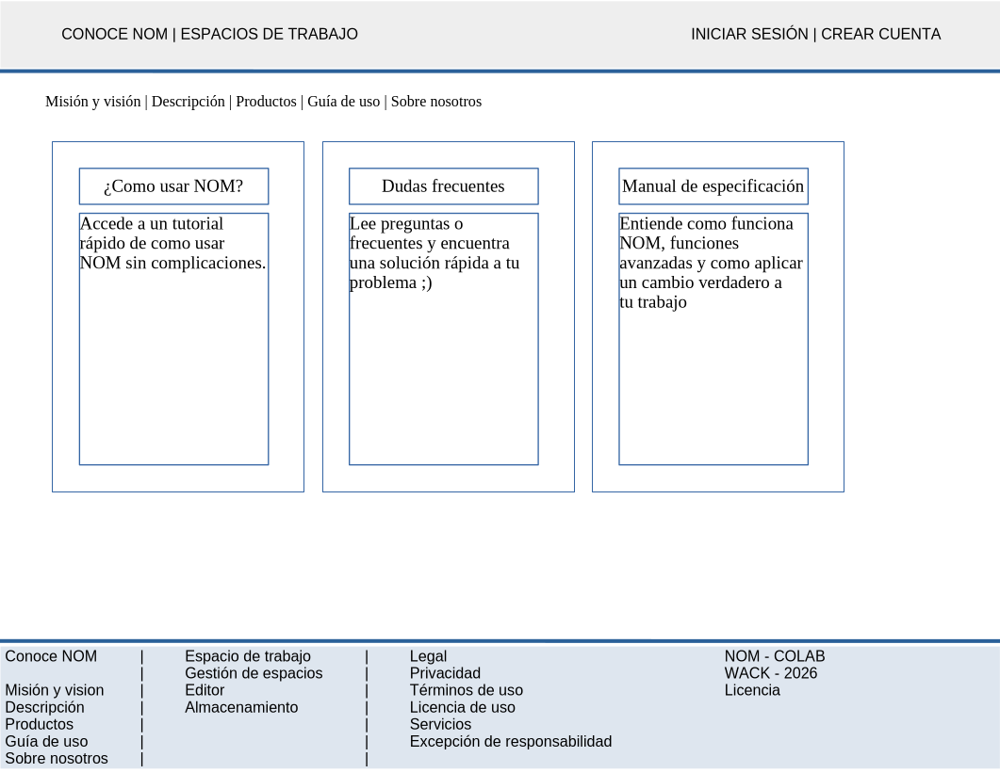 CONOCE NOM | ESPACIOS DE TRABAJO
INICIAR SESIÓN | CREAR CUENTA
Misión y visión | Descripción | Productos | Guía de uso | Sobre nosotros
¿Como usar NOM?
Accede a un tutorial
rápido de como usar
NOM sin complicaciones.
Dudas frecuentes
Lee preguntas o
frecuentes y encuentra
una solución rápida a tu
problema ;)
Manual de especificación
Entiende como funciona
NOM, funciones
avanzadas y como aplicar
un cambio verdadero a
tu trabajo
Conoce NOM |
|
Misión y vision |
Descripción |
Productos |
Guía de uso |
Sobre nosotros |
Espacio de trabajo |
Gestión de espacios |
Editor |
Almacenamiento |
|
|
|
Legal
Privacidad
Términos de uso
Licencia de uso
Servicios
Excepción de responsabilidad
NOM - COLAB
WACK - 2026
Licencia